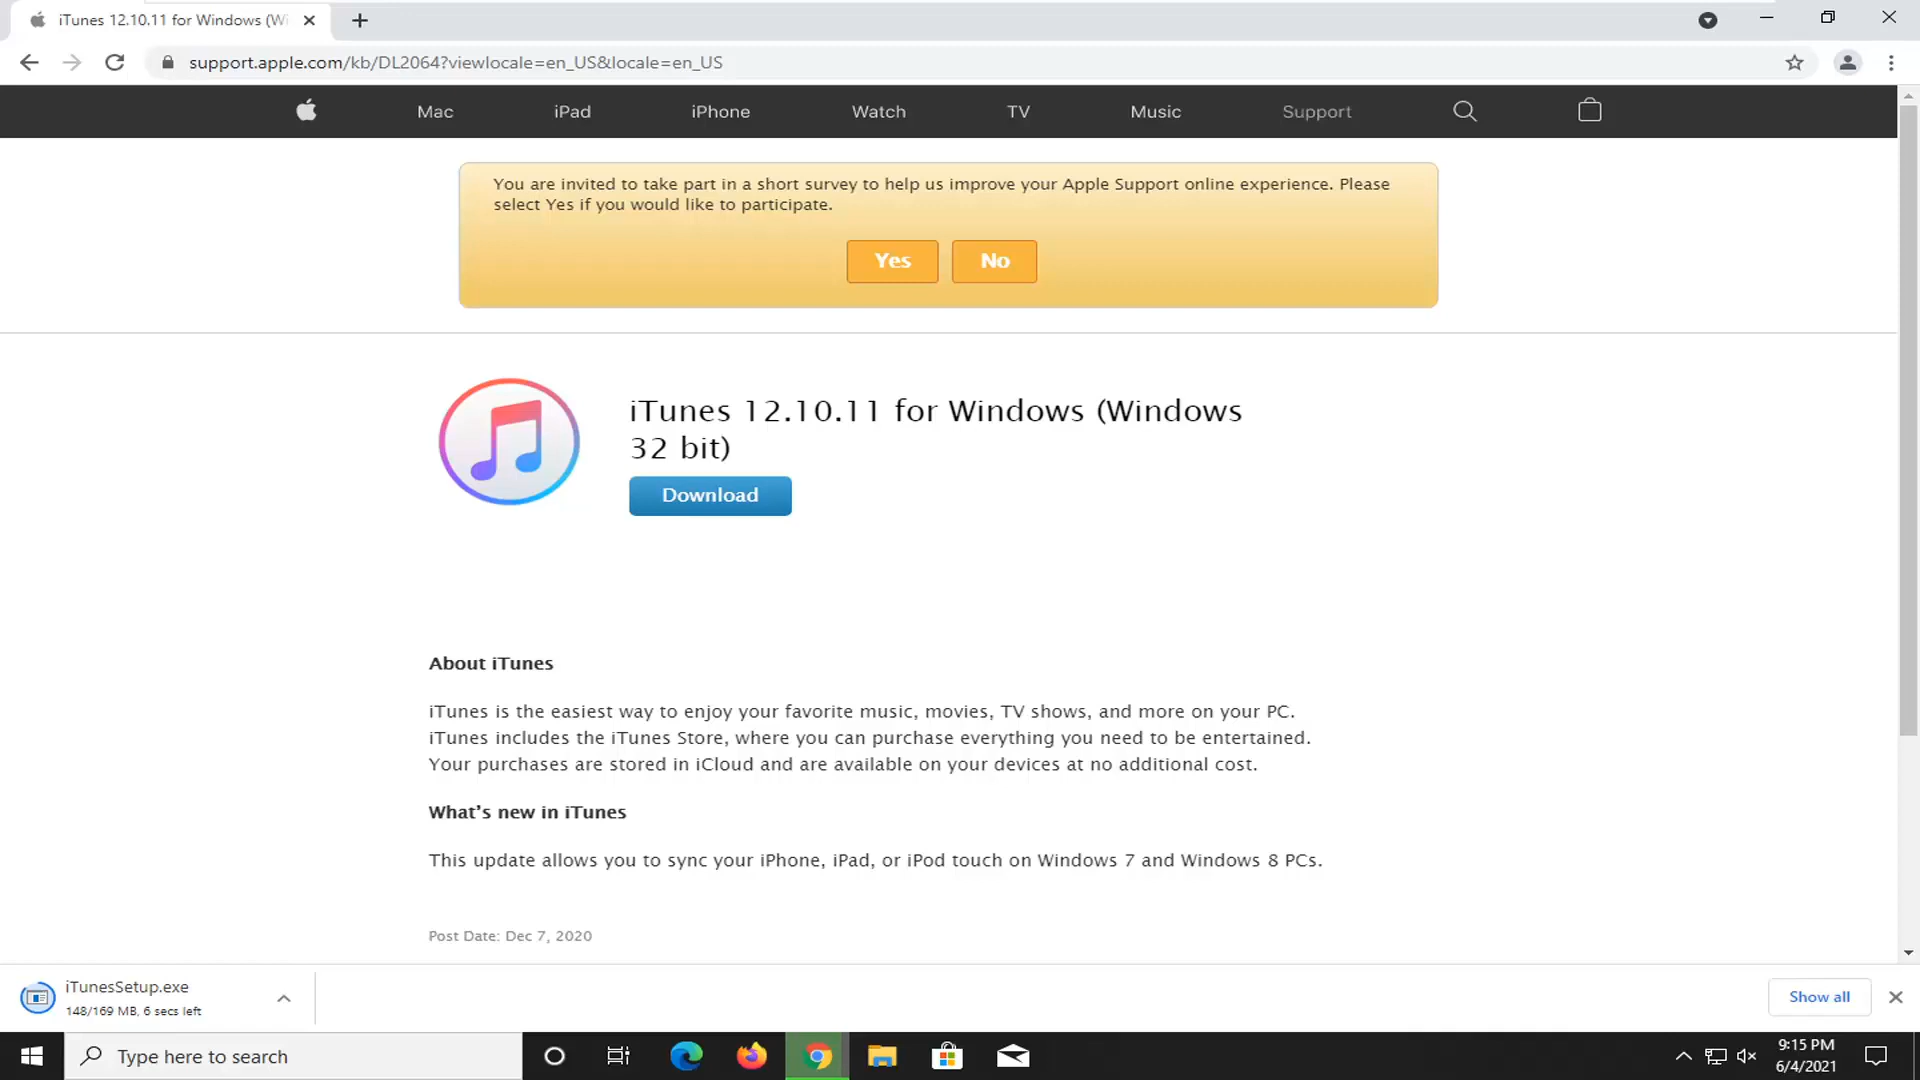 iTunes 12.10.11 for Windows (Wi
support.apple.com/kb/DL2064?viewlocale=en_US&locale=en_US
Mac iPad iPhone Watch TV Music Support
You are invited to take part in a short survey to help us improve your Apple Support online experience. Please
select Yes if you would like to participate.
Yes No
iTunes 12.10.11 for Windows (Windows
32 bit)
Download
About iTunes
iTunes is the easiest way to enjoy your favorite music, movies, TV shows, and more on your PC.
iTunes includes the iTunes Store, where you can purchase everything you need to be entertained.
Your purchases are stored in iCloud and are available on your devices at no additional cost.
What’s new in iTunes
This update allows you to sync your iPhone, iPad, or iPod touch on Windows 7 and Windows 8 PCs.
Post Date: Dec 7, 2020
iTunesSetup.exe
148/169 MB, 6 secs left
Show all
Type here to search
9:15 PM
6/4/2021